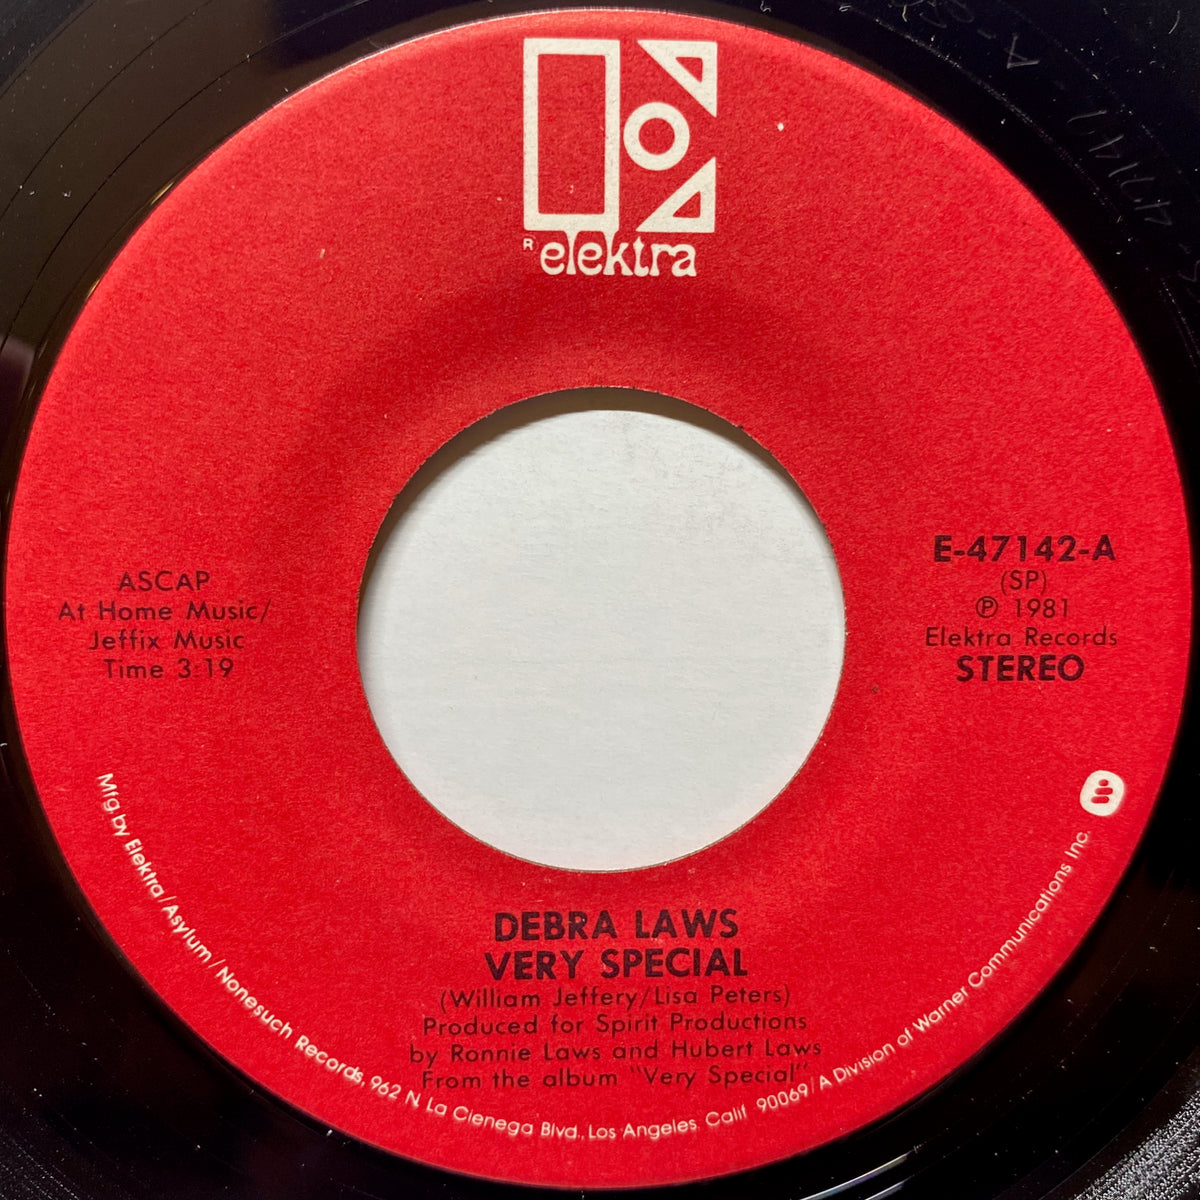 R elektra
ASCAP
At Home Music/
Jeffix Music
Time 3:19
E-47142-A
(SP)
℗ 1981
Elektra Records
STEREO
DEBRA LAWS
VERY SPECIAL
(William Jeffery/Lisa Peters)
Produced for Spirit Productions
by Ronnie Laws and Hubert Laws
From the album "Very Special"
Mfg. by Elektra/Asylum/Nonesuch Records, 962 N. La Cienega Blvd., Los Angeles, Calif. 90069/A Division of Warner Communications Inc.